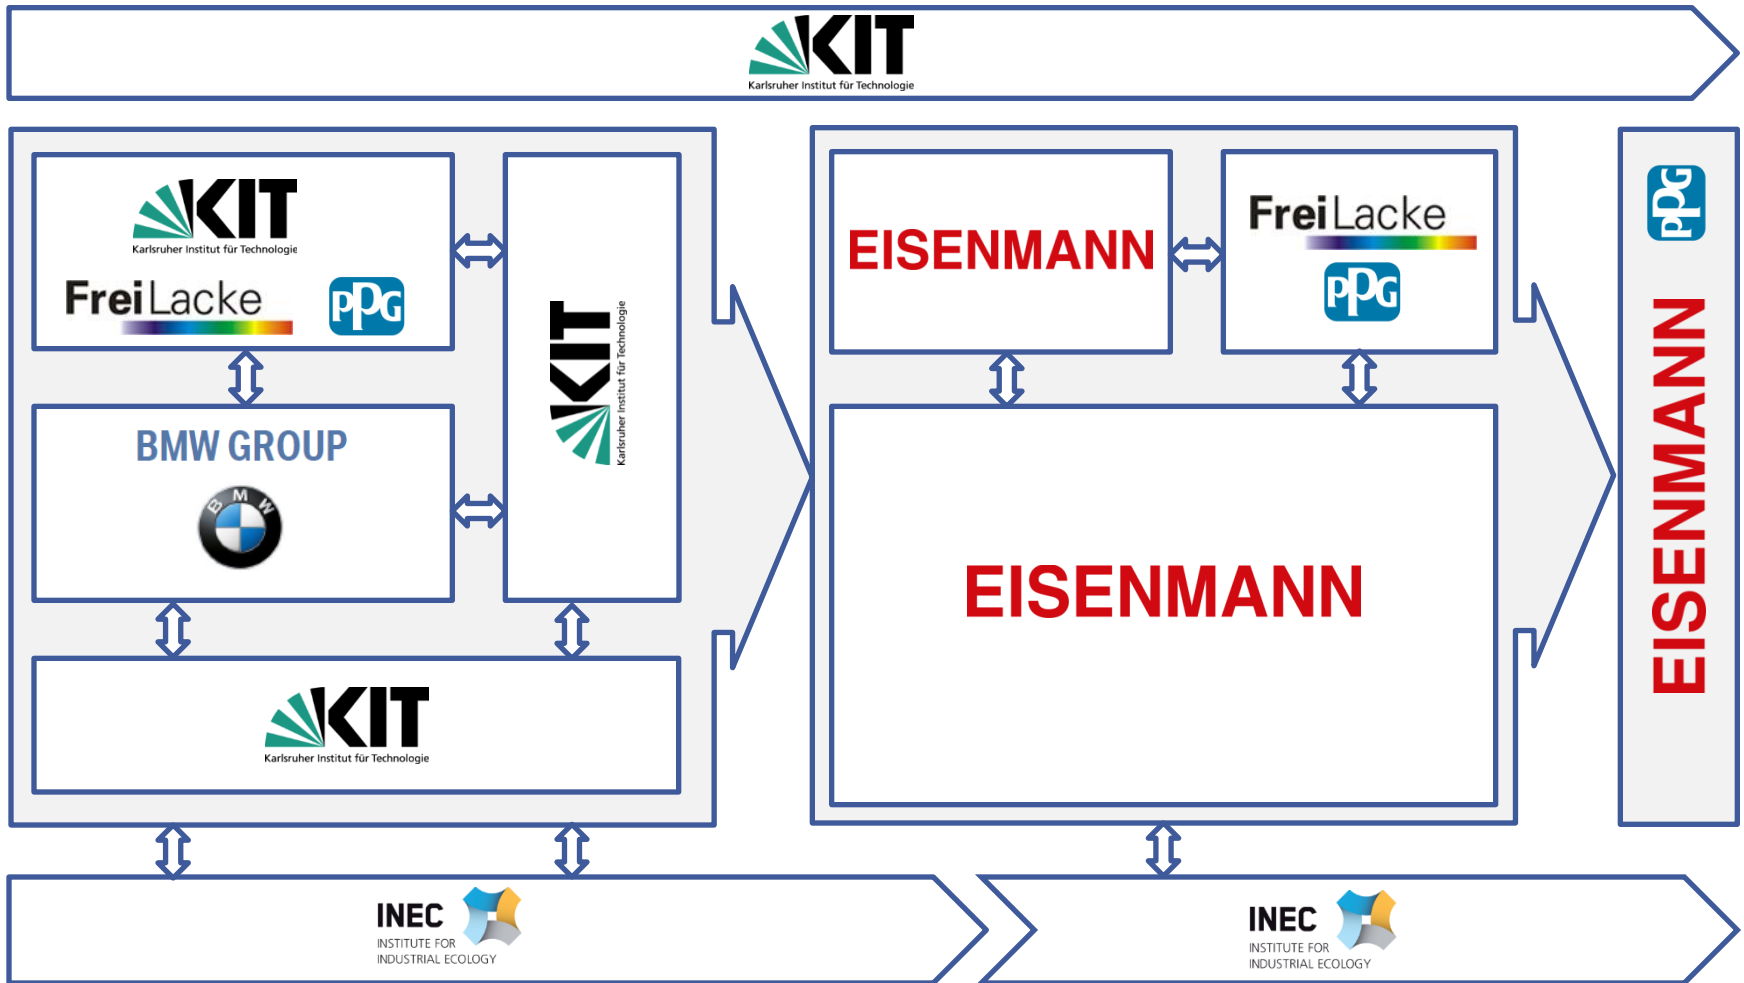 KIT
Karlsruher Institut für Technologie
KIT
Karlsruher Institut für Technologie
FreiLacke
PPG
KIT
Karlsruher Institut für Technologie
BMW GROUP
BMW
KIT
Karlsruher Institut für Technologie
EISENMANN
FreiLacke
PPG
EISENMANN
PPG
EISENMANN
INEC
INSTITUTE FOR
INDUSTRIAL ECOLOGY
INEC
INSTITUTE FOR
INDUSTRIAL ECOLOGY